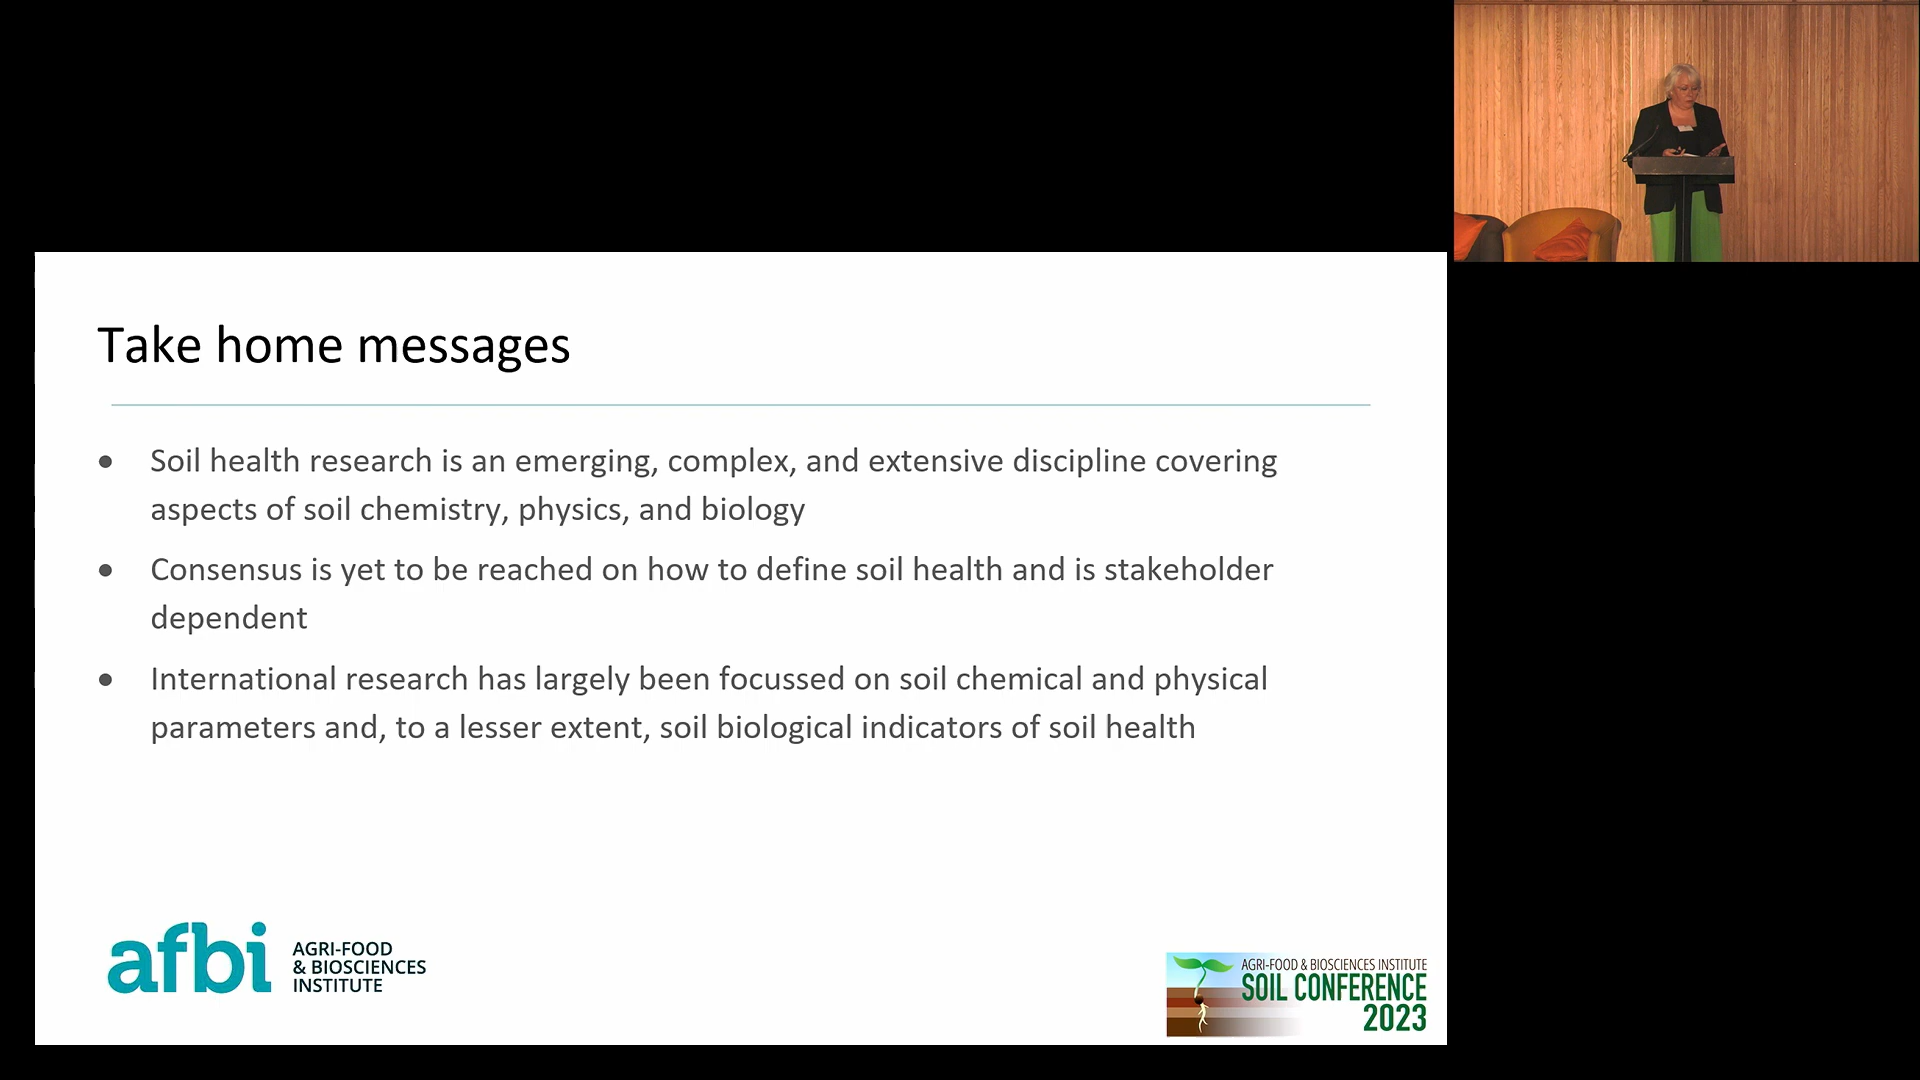 Take home messages
• Soil health research is an emerging, complex, and extensive discipline covering
aspects of soil chemistry, physics, and biology
• Consensus is yet to be reached on how to define soil health and is stakeholder
dependent
• International research has largely been focussed on soil chemical and physical
parameters and, to a lesser extent, soil biological indicators of soil health
afbi
AGRI-FOOD
& BIOSCIENCES
INSTITUTE
AGRI-FOOD & BIOSCIENCES INSTITUTE
SOIL CONFERENCE
2023